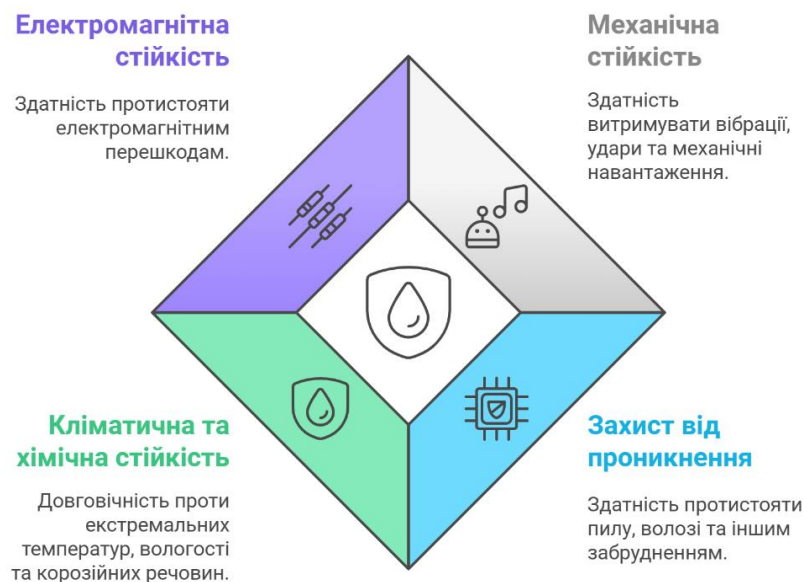 Електромагнітна
стійкість
Здатність протистояти
електромагнітним
перешкодам.
Механічна
стійкість
Здатність
витримувати вібрації,
удари та механічні
навантаження.
Кліматична та
хімічна стійкість
Довговічність проти
екстремальних
температур, вологості
та корозійних речовин.
Захист від
проникнення
Здатність протистояти
пилу, волозі та іншим
забрудненням.